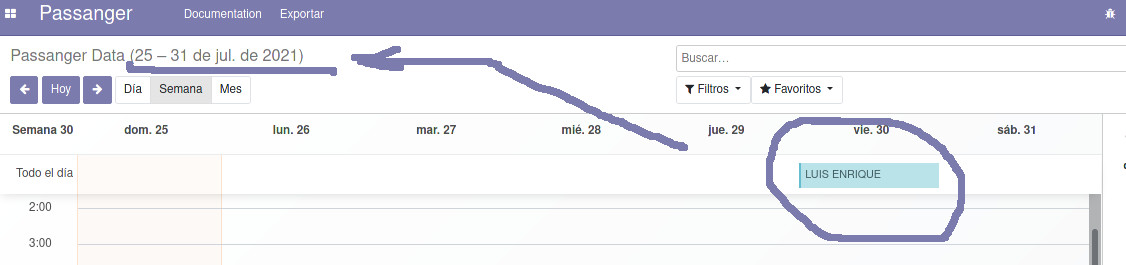 Passanger Documentation Exportar
Passanger Data (25 – 31 de jul. de 2021)
Buscar...
Hoy Día Semana Mes Filtros Favoritos
Semana 30 dom. 25 lun. 26 mar. 27 mié. 28 jue. 29 vie. 30 sáb. 31
Todo el día LUIS ENRIQUE
2:00
3:00